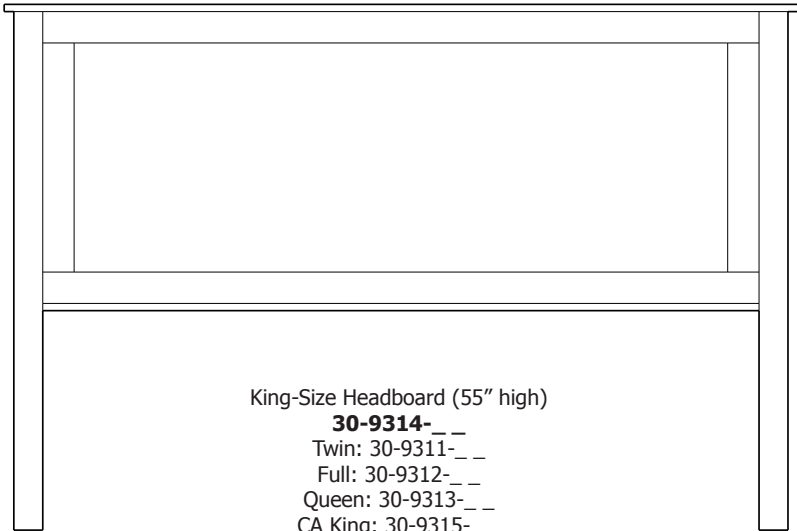 King-Size Headboard (55” high)
30-9314-_ _
Twin: 30-9311-_ _
Full: 30-9312-_ _
Queen: 30-9313-_ _
CA King: 30-9315-